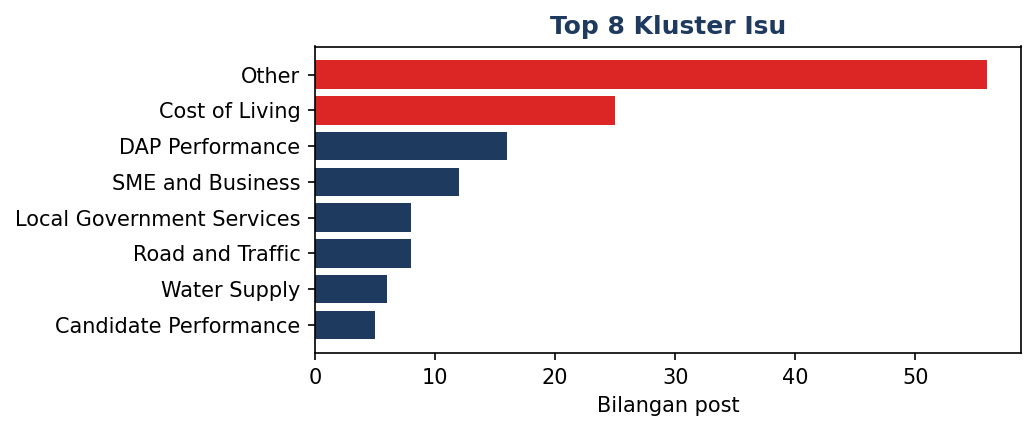 Top 8 Kluster Isu
Other
Cost of Living
DAP Performance
SME and Business
Local Government Services
Road and Traffic
Water Supply
Candidate Performance
0 10 20 30 40 50
Bilangan post